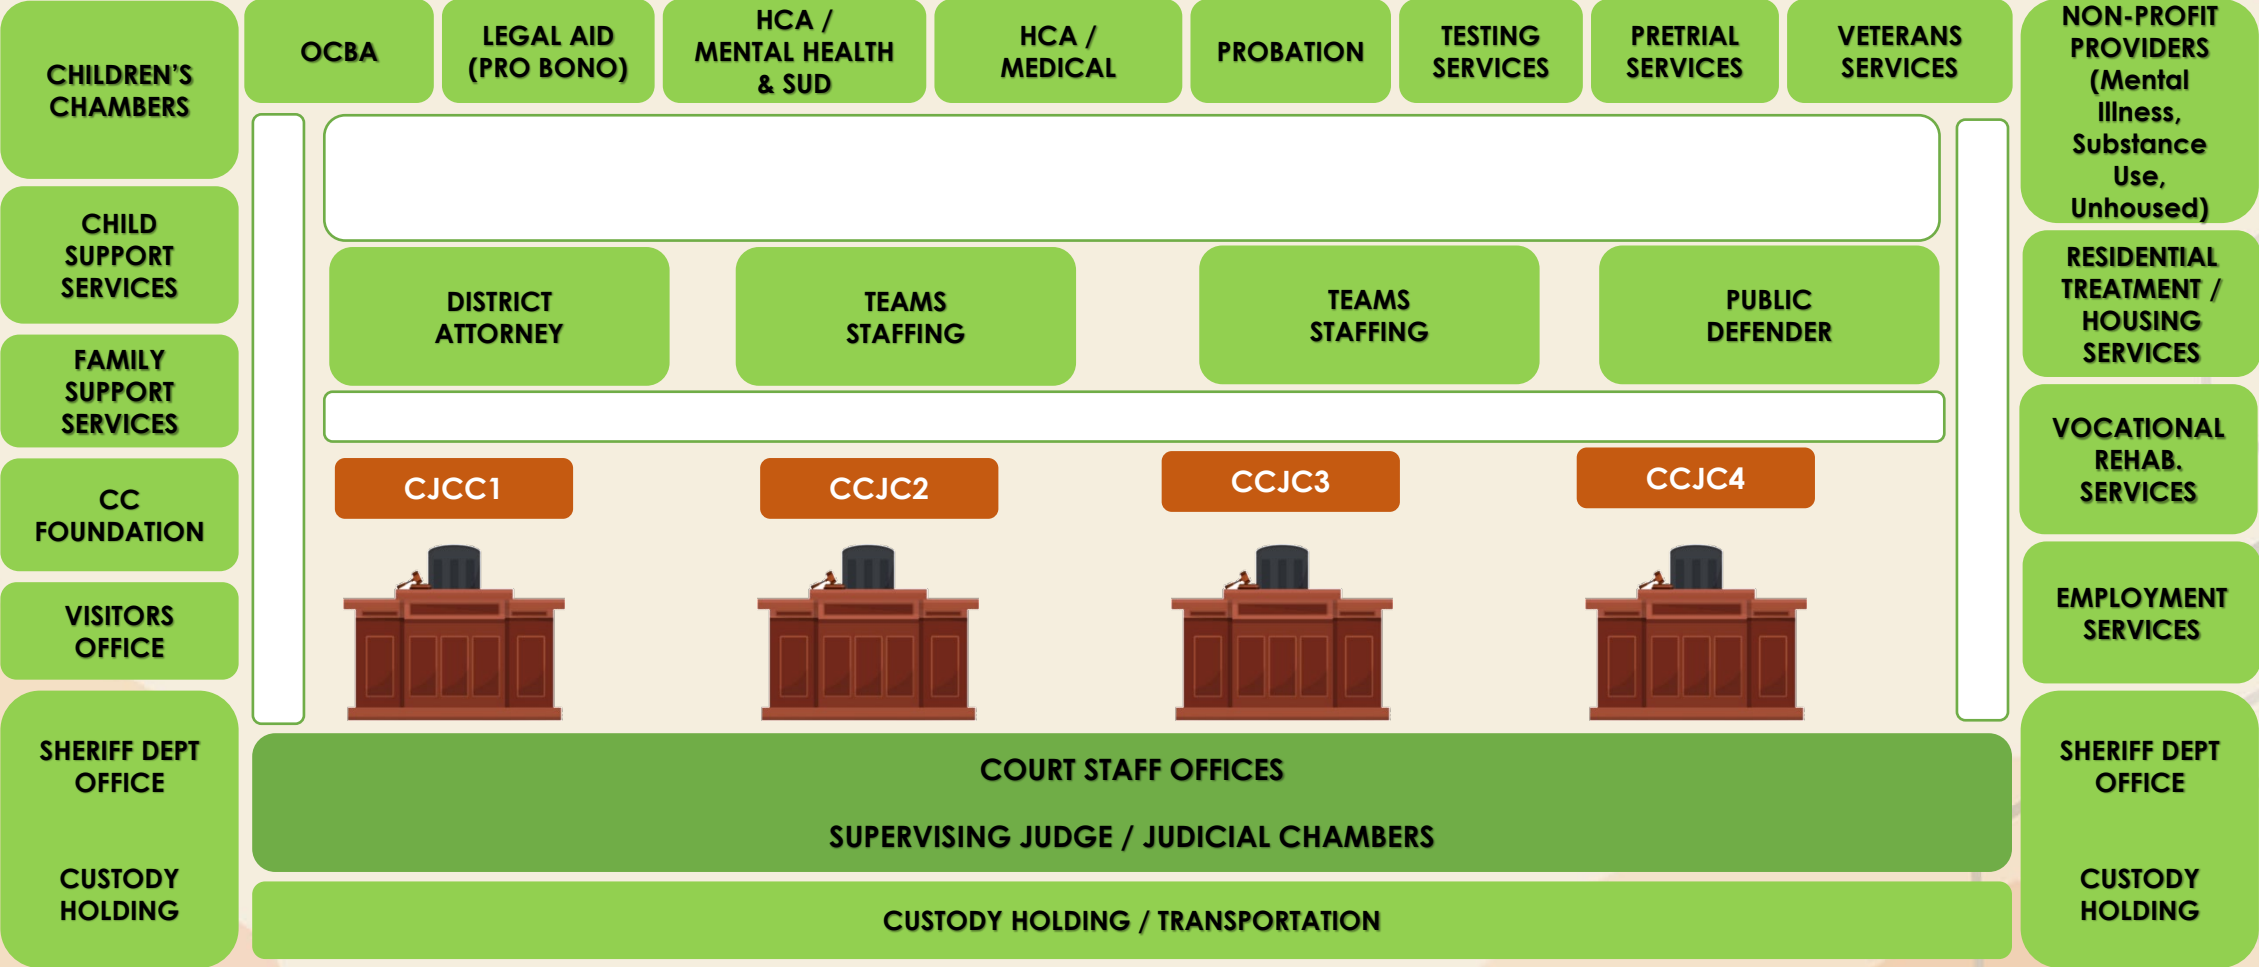 CHILDREN'S
CHAMBERS
OCBA
LEGAL AID
(PRO BONO)
HCA /
MENTAL HEALTH
& SUD
HCA /
MEDICAL
PROBATION
TESTING
SERVICES
PRETRIAL
SERVICES
VETERANS
SERVICES
NON-PROFIT
PROVIDERS
(Mental
Illness,
Substance
Use,
Unhoused)
CHILD
SUPPORT
SERVICES
DISTRICT
ATTORNEY
TEAMS
STAFFING
TEAMS
STAFFING
PUBLIC
DEFENDER
RESIDENTIAL
TREATMENT /
HOUSING
SERVICES
FAMILY
SUPPORT
SERVICES
VOCATIONAL
REHAB.
SERVICES
CC
FOUNDATION
CJCC1
CCJC2
CCJC3
CCJC4
VISITORS
OFFICE
EMPLOYMENT
SERVICES
SHERIFF DEPT
OFFICE
CUSTODY
HOLDING
COURT STAFF OFFICES
SUPERVISING JUDGE / JUDICIAL CHAMBERS
CUSTODY HOLDING / TRANSPORTATION
SHERIFF DEPT
OFFICE
CUSTODY
HOLDING